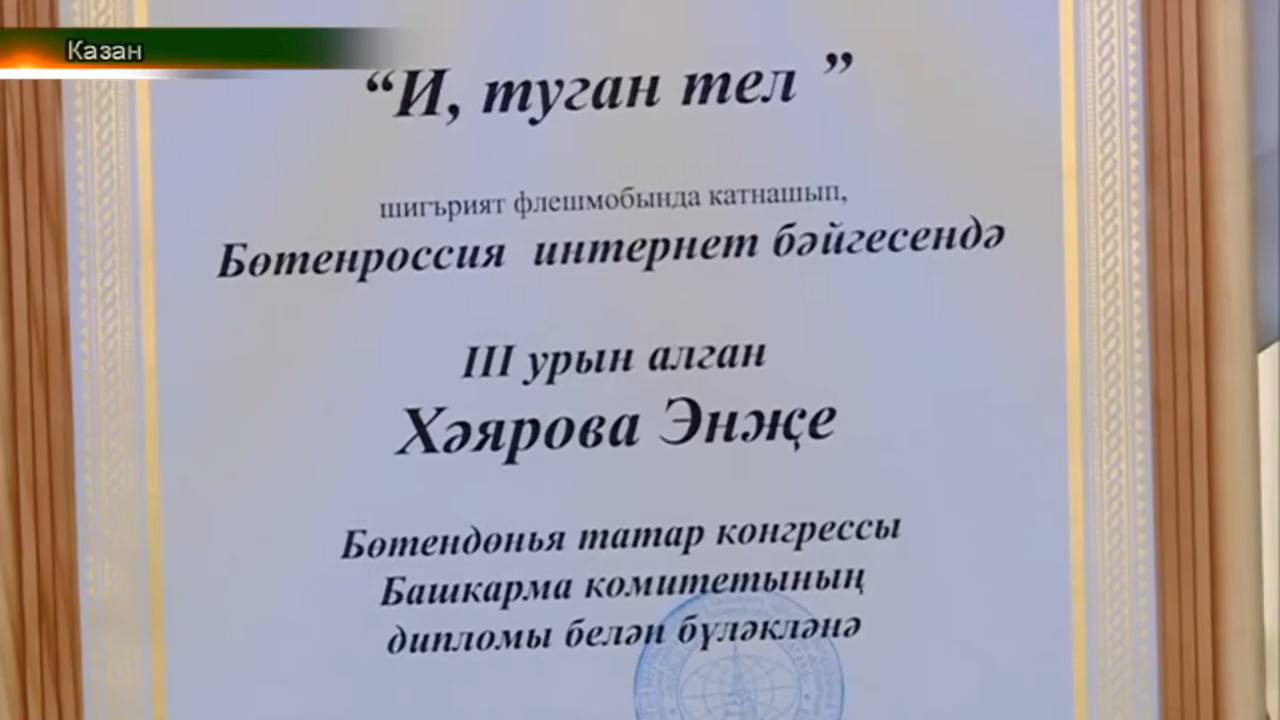 Казан
“И, туган тел ”
шигърият флешмобында катнашып,
Бөтенроссия интернет бәйгесендә
III урын алган
Хәярова Энҗе
Бөтендөнья татар конгрессы
Башкарма комитетының
дипломы белән бүләкләнә